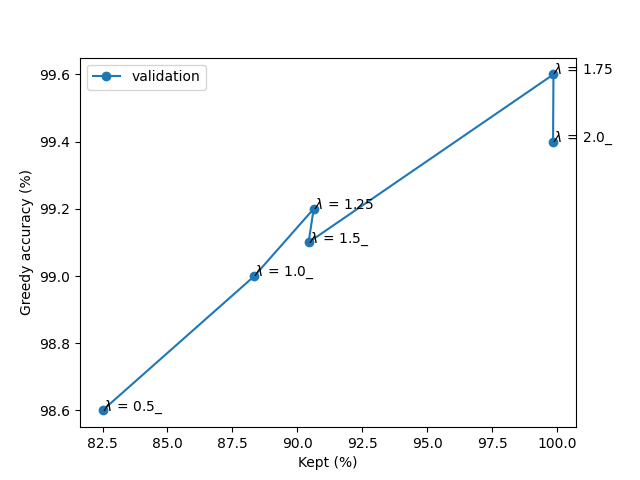 validation
99.6
99.4
99.2
99.0
98.8
98.6
Greedy accuracy (%)
λ = 1.75
λ = 2.0_
λ = 1.25
λ = 1.5_
λ = 1.0_
λ = 0.5_
82.5 85.0 87.5 90.0 92.5 95.0 97.5 100.0
Kept (%)